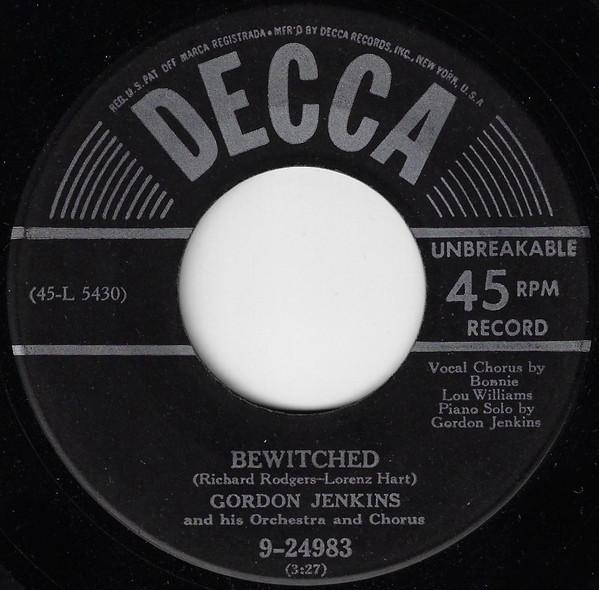 REG. U.S. PAT OFF MARCA REGISTRADA • MFR'D BY DECCA RECORDS, INC., NEW YORK, U.S.A
DECCA
UNBREAKABLE
45 RPM
RECORD
(45-L 5430)
Vocal Chorus by
Bonnie
Lou Williams
Piano Solo by
Gordon Jenkins
BEWITCHED
(Richard Rodgers-Lorenz Hart)
GORDON JENKINS
and his Orchestra and Chorus
9-24983
(3:27)